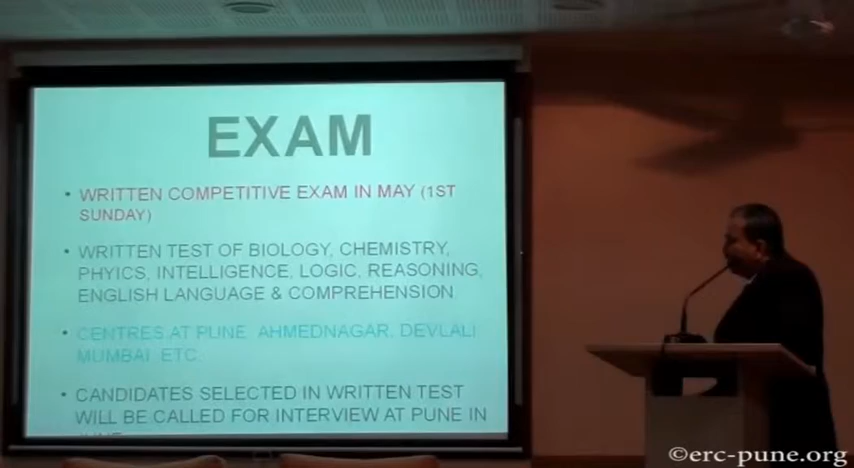 EXAM
• WRITTEN COMPETITIVE EXAM IN MAY (1ST
SUNDAY)
• WRITTEN TEST OF BIOLOGY, CHEMISTRY,
PHYICS, INTELLIGENCE, LOGIC, REASONING,
ENGLISH LANGUAGE & COMPREHENSION
• CENTRES AT PUNE, AHMEDNAGAR, DEVLALI
MUMBAI ETC.
• CANDIDATES SELECTED IN WRITTEN TEST
WILL BE CALLED FOR INTERVIEW AT PUNE IN
JUNE
©erc-pune.org